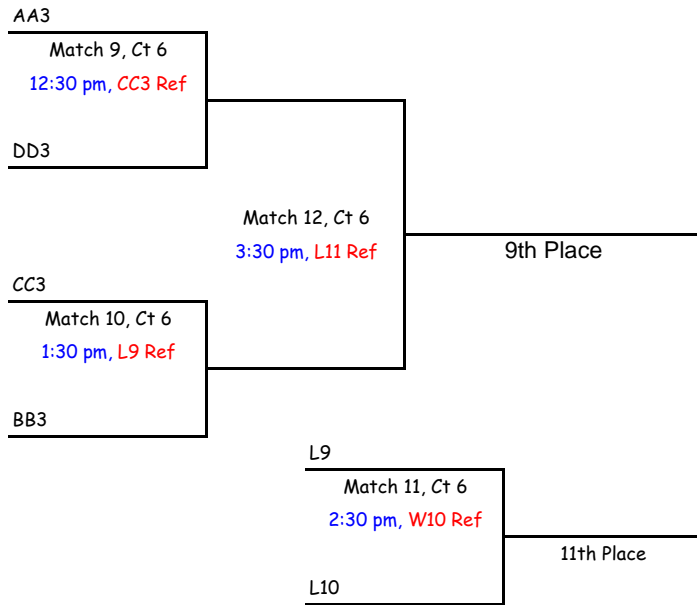 AA3
Match 9, Ct 6
12:30 pm, CC3 Ref
DD3
Match 12, Ct 6
3:30 pm, L11 Ref
9th Place
CC3
Match 10, Ct 6
1:30 pm, L9 Ref
BB3
L9
Match 11, Ct 6
2:30 pm, W10 Ref
11th Place
L10